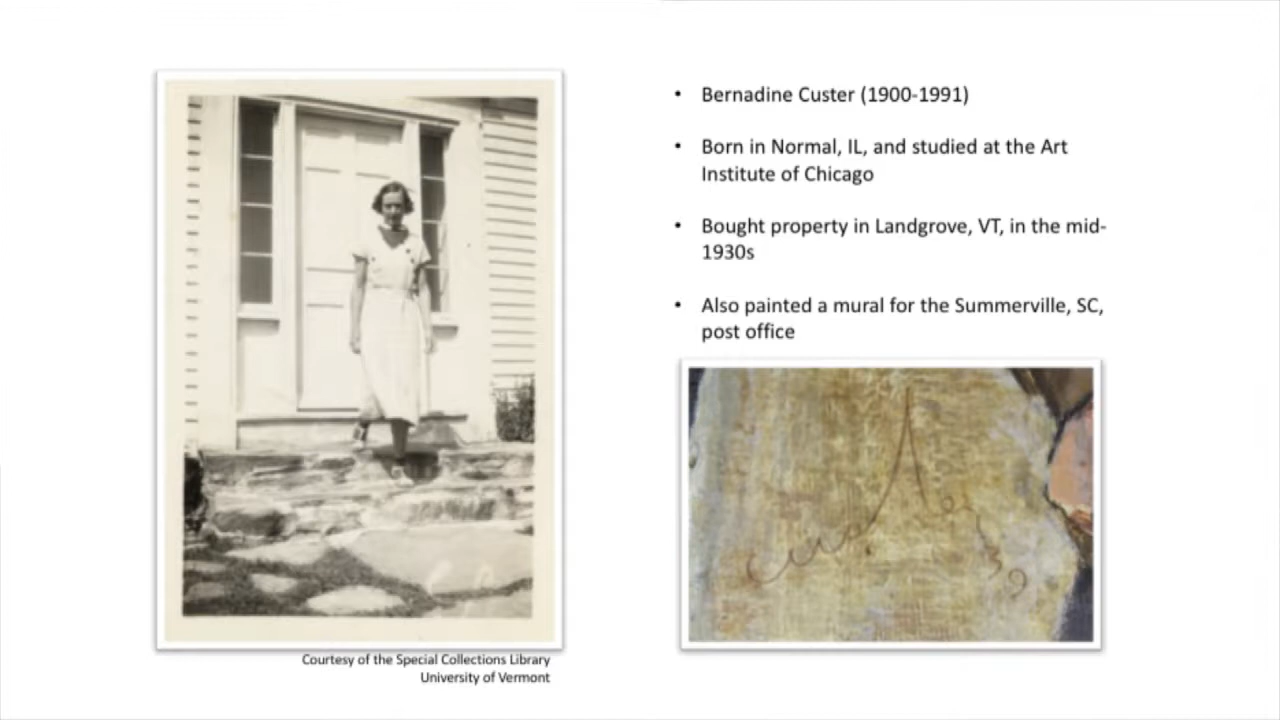 • Bernadine Custer (1900-1991)
• Born in Normal, IL, and studied at the Art
Institute of Chicago
• Bought property in Landgrove, VT, in the mid-
1930s
• Also painted a mural for the Summerville, SC,
post office
Custer 39
Courtesy of the Special Collections Library
University of Vermont